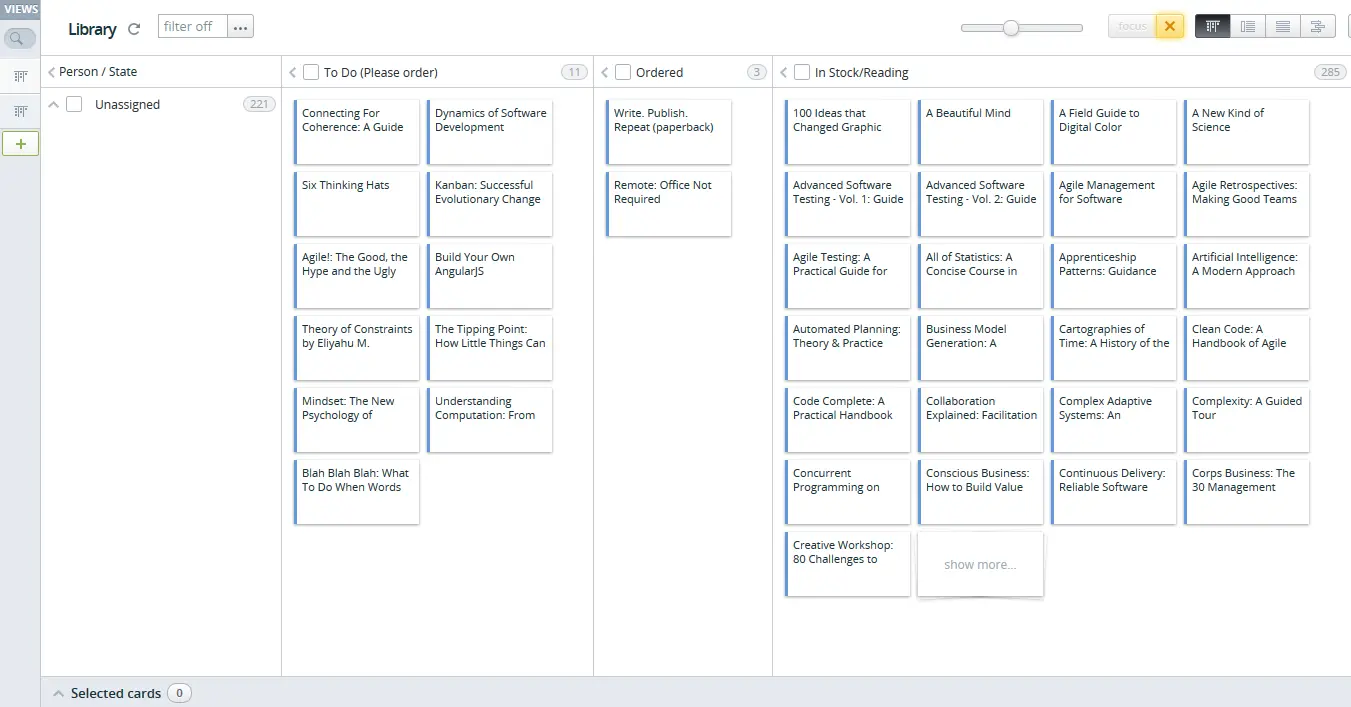 VIEWS
Library
filter off
...
focus
Person / State
To Do (Please order)
11
Ordered
3
In Stock/Reading
285
Unassigned
221
Connecting For
Coherence: A Guide
Dynamics of Software
Development
Six Thinking Hats
Kanban: Successful
Evolutionary Change
Agile!: The Good, the
Hype and the Ugly
Build Your Own
AngularJS
Theory of Constraints
by Eliyahu M.
The Tipping Point:
How Little Things Can
Mindset: The New
Psychology of
Understanding
Computation: From
Blah Blah Blah: What
To Do When Words
Write. Publish.
Repeat (paperback)
Remote: Office Not
Required
100 Ideas that
Changed Graphic
A Beautiful Mind
A Field Guide to
Digital Color
A New Kind of
Science
Advanced Software
Testing - Vol. 1: Guide
Advanced Software
Testing - Vol. 2: Guide
Agile Management
for Software
Agile Retrospectives:
Making Good Teams
Agile Testing: A
Practical Guide for
All of Statistics: A
Concise Course in
Apprenticeship
Patterns: Guidance
Artificial Intelligence:
A Modern Approach
Automated Planning:
Theory & Practice
Business Model
Generation: A
Cartographies of
Time: A History of the
Clean Code: A
Handbook of Agile
Code Complete: A
Practical Handbook
Collaboration
Explained: Facilitation
Complex Adaptive
Systems: An
Complexity: A Guided
Tour
Concurrent
Programming on
Conscious Business:
How to Build Value
Continuous Delivery:
Reliable Software
Corps Business: The
30 Management
Creative Workshop:
80 Challenges to
show more...
Selected cards
0